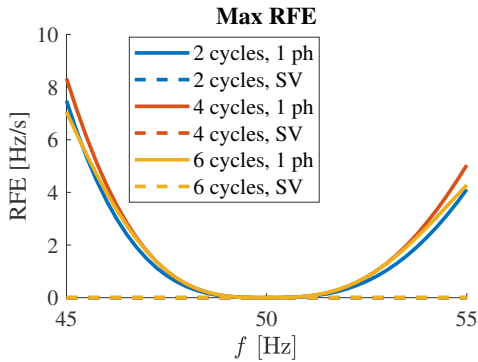 Max RFE
10
8
6
4
2
0
RFE [Hz/s]
2 cycles, 1 ph
2 cycles, SV
4 cycles, 1 ph
4 cycles, SV
6 cycles, 1 ph
6 cycles, SV
45
50
55
f [Hz]